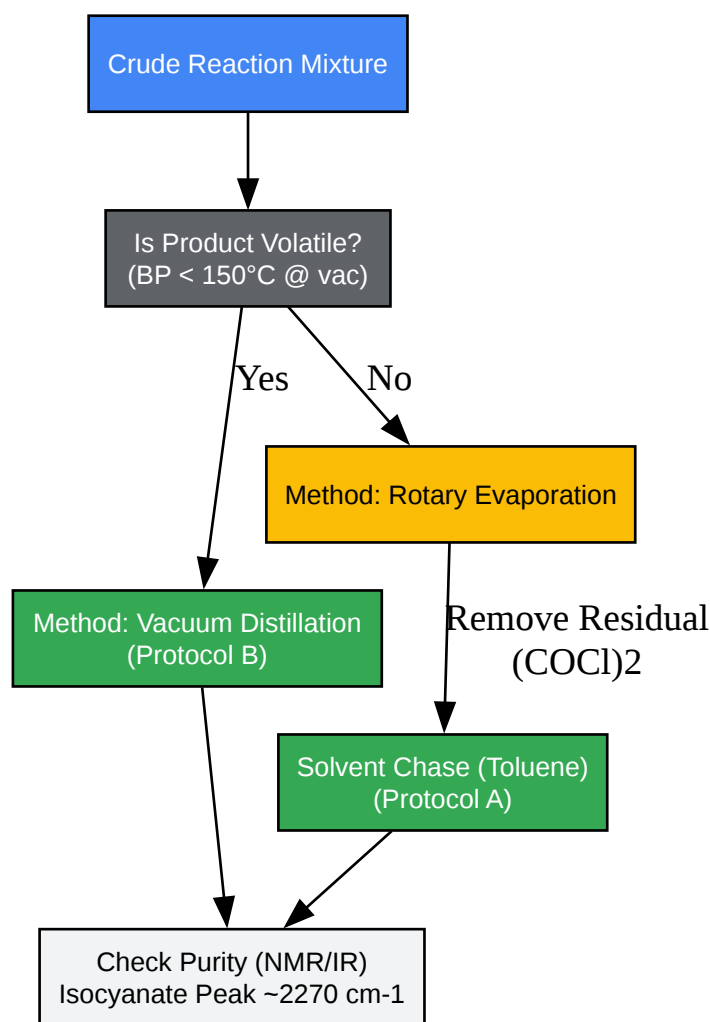 Crude Reaction Mixture
Is Product Volatile?
(BP < 150°C @ vac)
Yes
No
Method: Rotary Evaporation
Method: Vacuum Distillation
(Protocol B)
Remove Residual
(COCl)2
Solvent Chase (Toluene)
(Protocol A)
Check Purity (NMR/IR)
Isocyanate Peak ~2270 cm-1